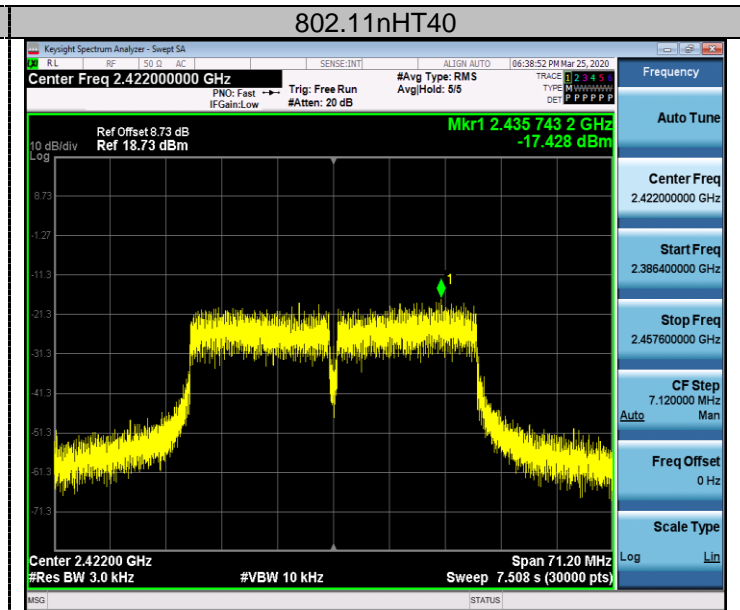 802.11nHT40
Keysight Spectrum Analyzer - Swept SA
RL RF 50 Ω AC SENSE:INT ALIGN AUTO 06:38:52 PM Mar 25, 2020
Center Freq 2.422000000 GHz
PNO: Fast
IFGain:Low
Trig: Free Run
#Atten: 20 dB
#Avg Type: RMS
Avg|Hold: 5/5
TRACE 1 2 3 4 5 6
TYPE M W W W W W
DET P P P P P P
Frequency
Auto Tune
Center Freq
2.422000000 GHz
Start Freq
2.386400000 GHz
Stop Freq
2.457600000 GHz
CF Step
7.120000 MHz
Auto Man
Freq Offset
0 Hz
Scale Type
Log Lin
Mkr1 2.435 743 2 GHz
-17.428 dBm
Ref Offset 8.73 dB
10 dB/div Ref 18.73 dBm
Log
8.73
-1.27
-11.3
1
-21.3
-31.3
-41.3
-51.3
-61.3
-71.3
Center 2.42200 GHz Span 71.20 MHz
#Res BW 3.0 kHz #VBW 10 kHz Sweep 7.508 s (30000 pts)
MSG STATUS